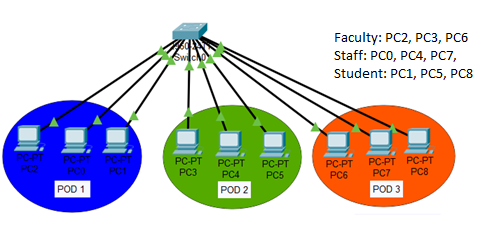 Faculty: PC2, PC3, PC6
Staff: PC0, PC4, PC7,
Student: PC1, PC5, PC8
Switch0
PC-PT
PC2
PC-PT
PC0
PC-PT
PC1
POD 1
PC-PT
PC3
PC-PT
PC4
PC-PT
PC5
POD 2
PC-PT
PC6
PC-PT
PC7
PC-PT
PC8
POD 3